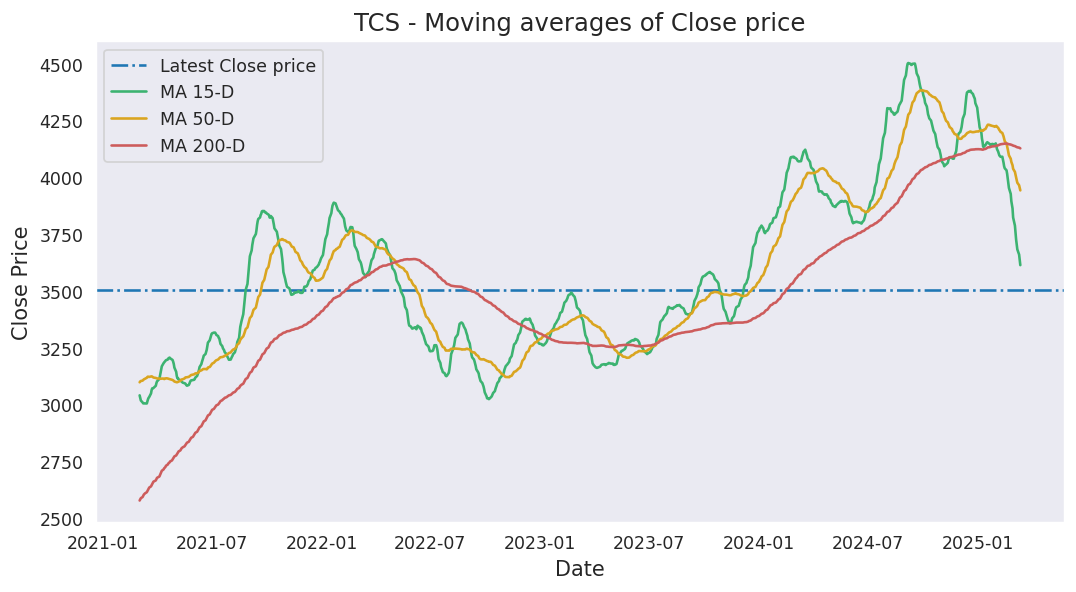 TCS - Moving averages of Close price
Latest Close price
MA 15-D
MA 50-D
MA 200-D
Close Price
4500
4250
4000
3750
3500
3250
3000
2750
2500
2021-01 2021-07 2022-01 2022-07 2023-01 2023-07 2024-01 2024-07 2025-01
Date